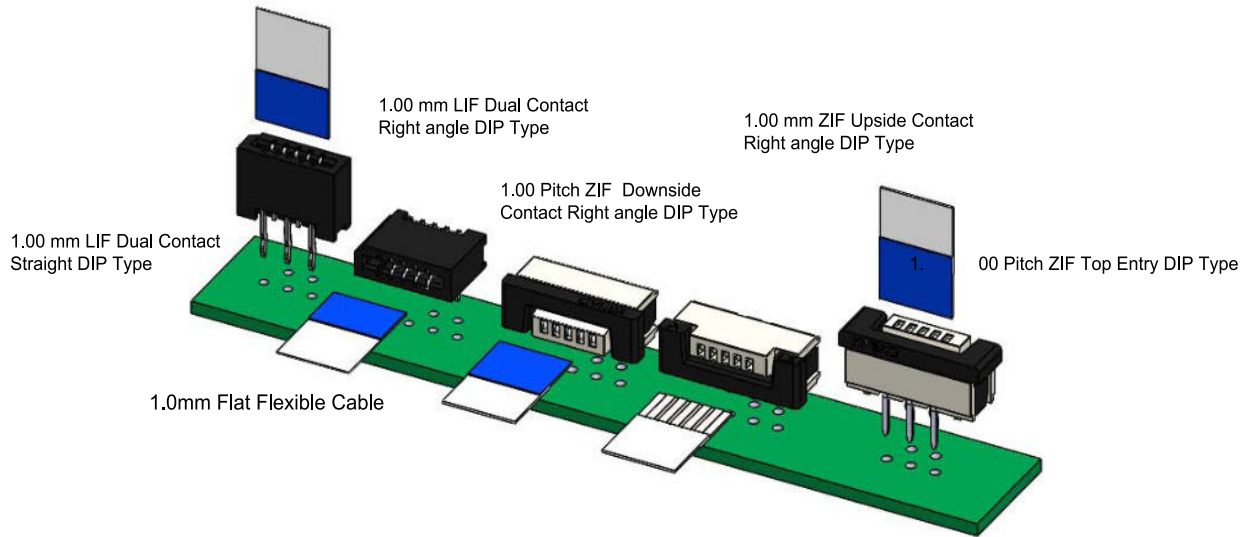 1.00 mm LIF Dual Contact
Right angle DIP Type
1.00 mm ZIF Upside Contact
Right angle DIP Type
1.00 Pitch ZIF  Downside
Contact Right angle DIP Type
1.00 mm LIF Dual Contact
Straight DIP Type
1. 00 Pitch ZIF Top Entry DIP Type
1.0mm Flat Flexible Cable